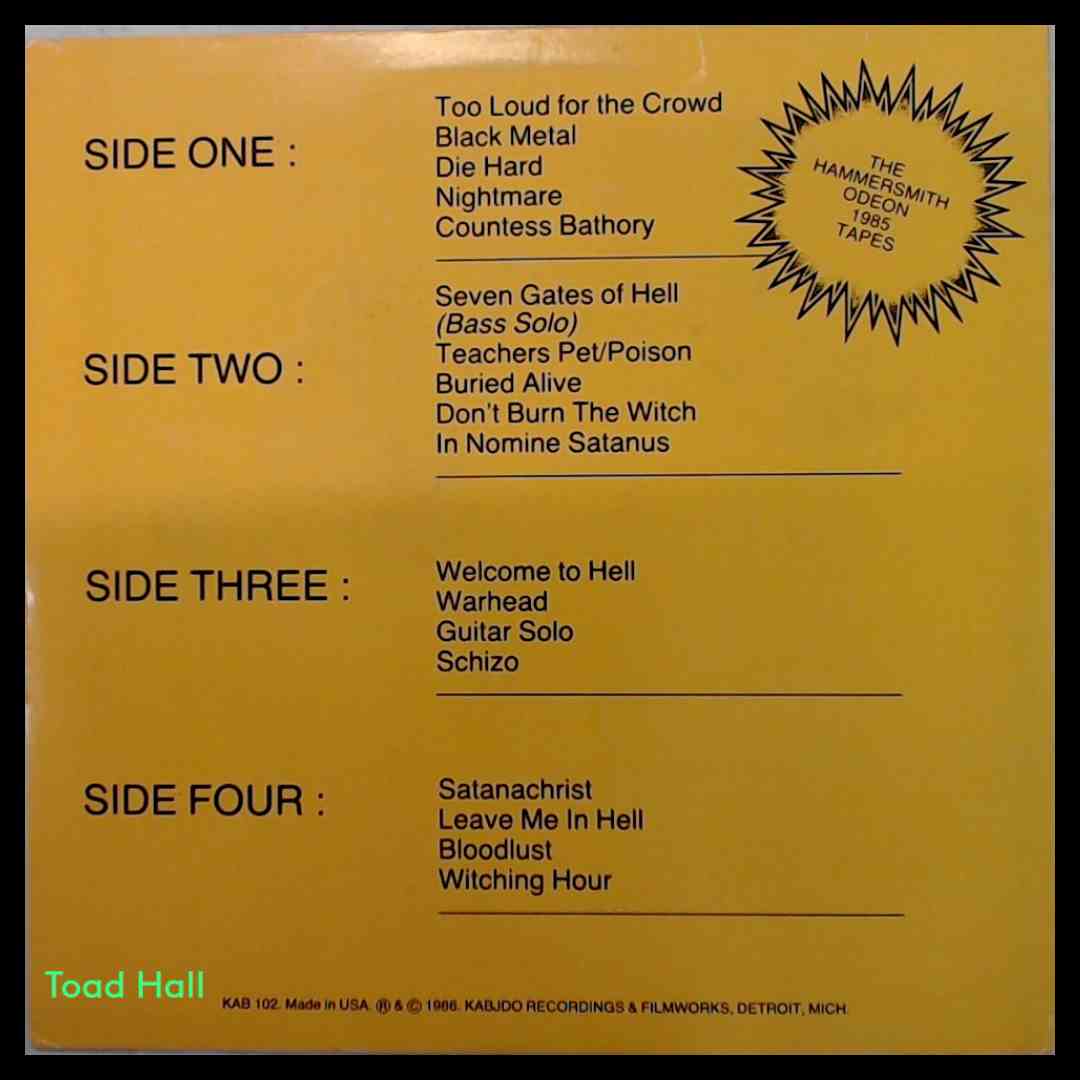 SIDE ONE :
Too Loud for the Crowd
Black Metal
Die Hard
Nightmare
Countess Bathory
THE
HAMMERSMITH
ODEON
1985
TAPES
SIDE TWO :
Seven Gates of Hell
(Bass Solo)
Teachers Pet/Poison
Buried Alive
Don't Burn The Witch
In Nomine Satanus
SIDE THREE :
Welcome to Hell
Warhead
Guitar Solo
Schizo
SIDE FOUR :
Satanachrist
Leave Me In Hell
Bloodlust
Witching Hour
Toad Hall
KAB 102. Made in USA. ® & © 1986. KABJDO RECORDINGS & FILMWORKS, DETROIT, MICH.